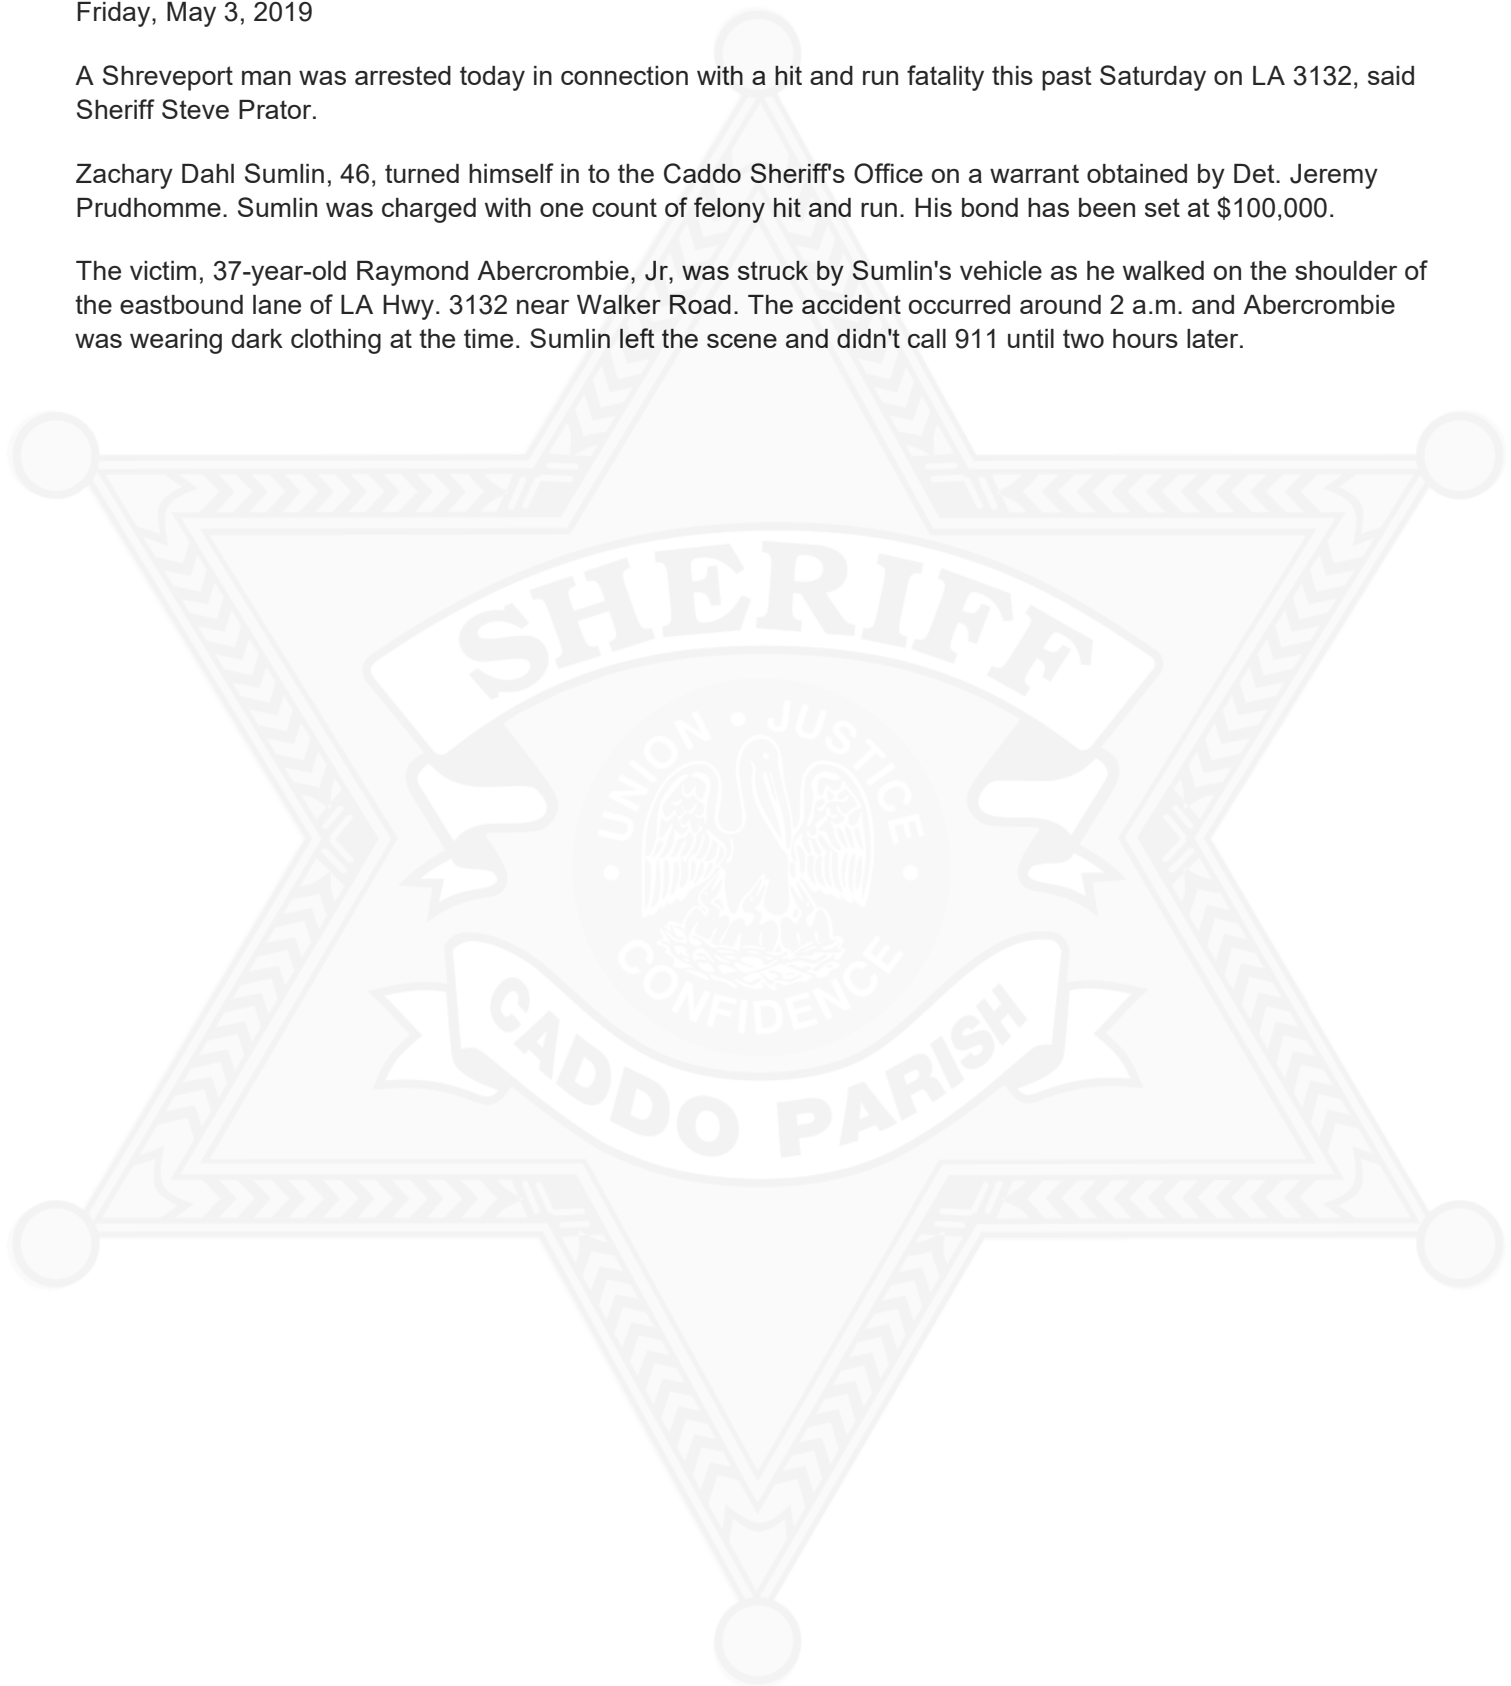 Friday, May 3, 2019
A Shreveport man was arrested today in connection with a hit and run fatality this past Saturday on LA 3132, said
Sheriff Steve Prator.
Zachary Dahl Sumlin, 46, turned himself in to the Caddo Sheriff's Office on a warrant obtained by Det. Jeremy
Prudhomme. Sumlin was charged with one count of felony hit and run. His bond has been set at $100,000.
The victim, 37-year-old Raymond Abercrombie, Jr, was struck by Sumlin's vehicle as he walked on the shoulder of
the eastbound lane of LA Hwy. 3132 near Walker Road. The accident occurred around 2 a.m. and Abercrombie
was wearing dark clothing at the time. Sumlin left the scene and didn't call 911 until two hours later.
SHERIFF
UNION • JUSTICE
• CONFIDENCE •
CADDO PARISH